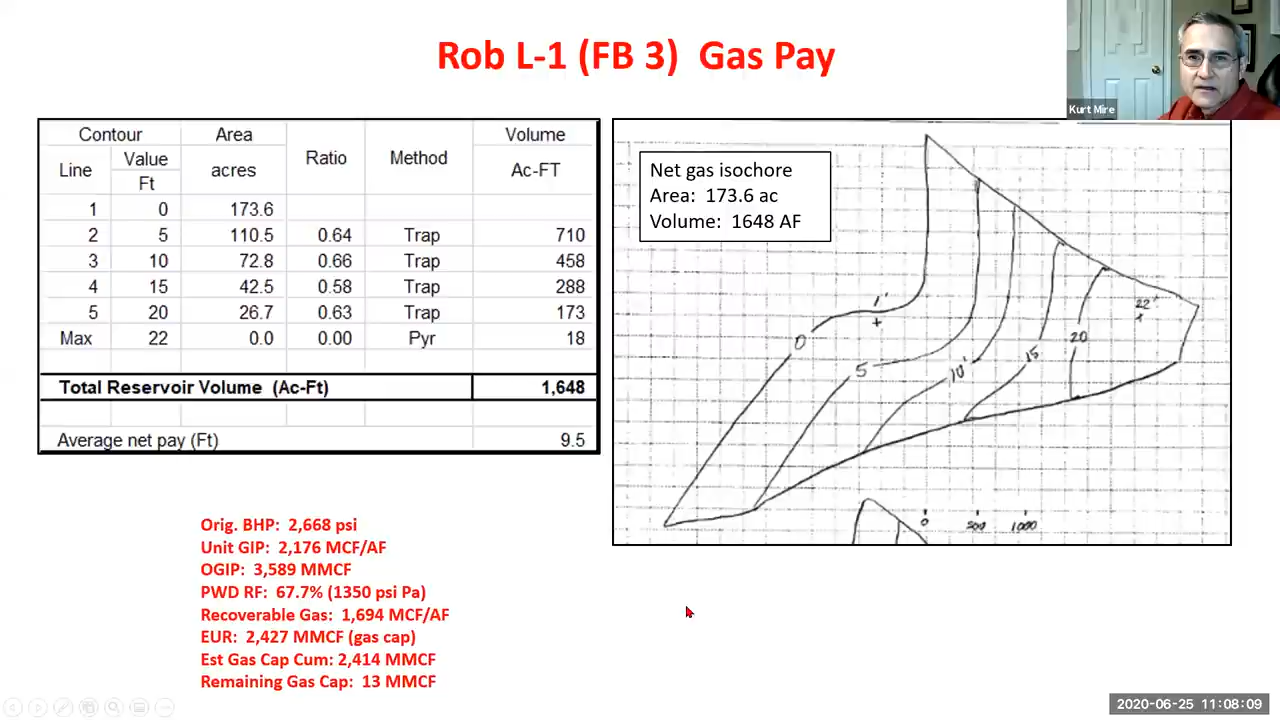 Rob L-1 (FB 3) Gas Pay
Kurt Mire
Contour Area Volume
Line Value Ft acres Ratio Method Ac-FT
1 0 173.6
2 5 110.5 0.64 Trap 710
3 10 72.8 0.66 Trap 458
4 15 42.5 0.58 Trap 288
5 20 26.7 0.63 Trap 173
Max 22 0.0 0.00 Pyr 18
Total Reservoir Volume (Ac-Ft) 1,648
Average net pay (Ft) 9.5
Net gas isochore
Area: 173.6 ac
Volume: 1648 AF
1'
22'
0
5
10'
15
20
0 500 1000
Orig. BHP: 2,668 psi
Unit GIP: 2,176 MCF/AF
OGIP: 3,589 MMCF
PWD RF: 67.7% (1350 psi Pa)
Recoverable Gas: 1,694 MCF/AF
EUR: 2,427 MMCF (gas cap)
Est Gas Cap Cum: 2,414 MMCF
Remaining Gas Cap: 13 MMCF
2020-06-25 11:08:09